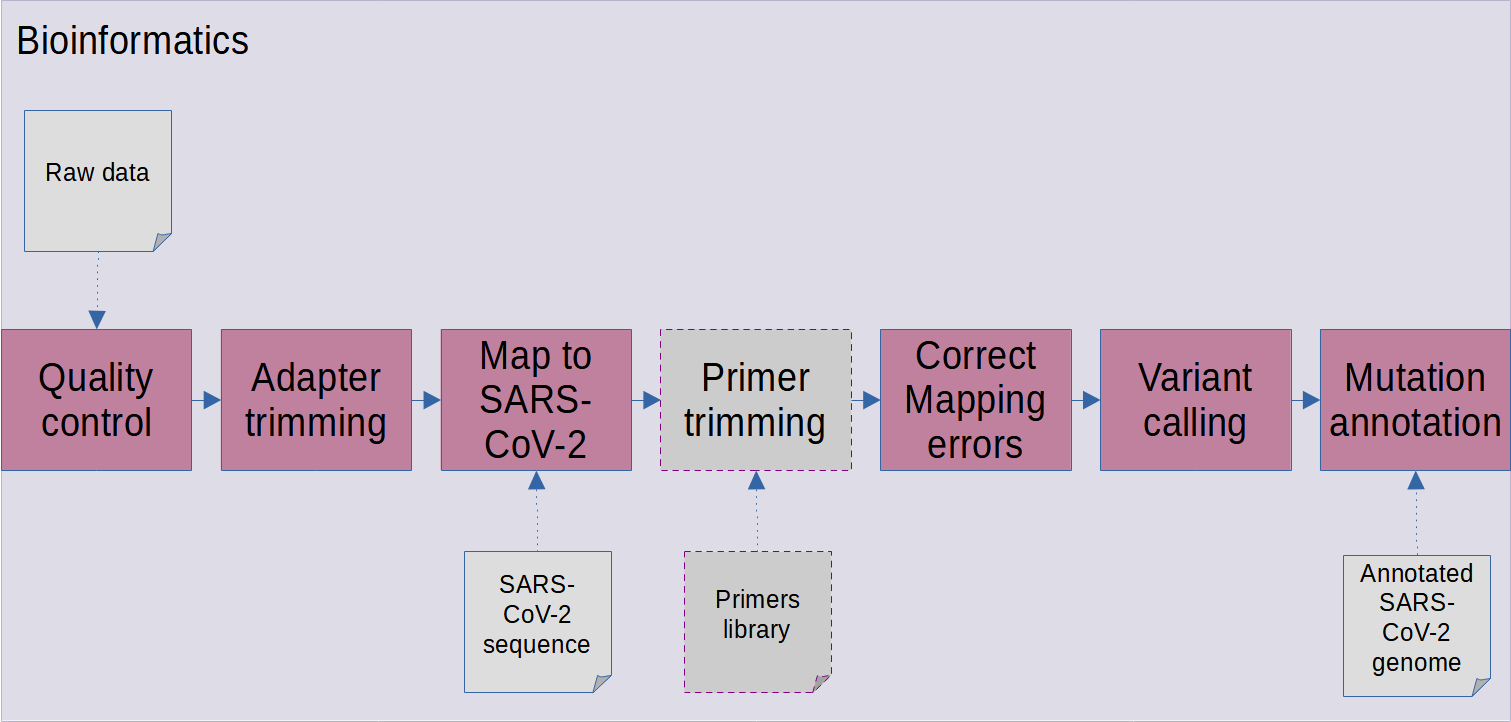 Bioinformatics
Raw data
Quality
control
Adapter
trimming
Map to
SARS-
CoV-2
Primer
trimming
Correct
Mapping
errors
Variant
calling
Mutation
annotation
SARS-
CoV-2
sequence
Primers
library
Annotated
SARS-
CoV-2
genome